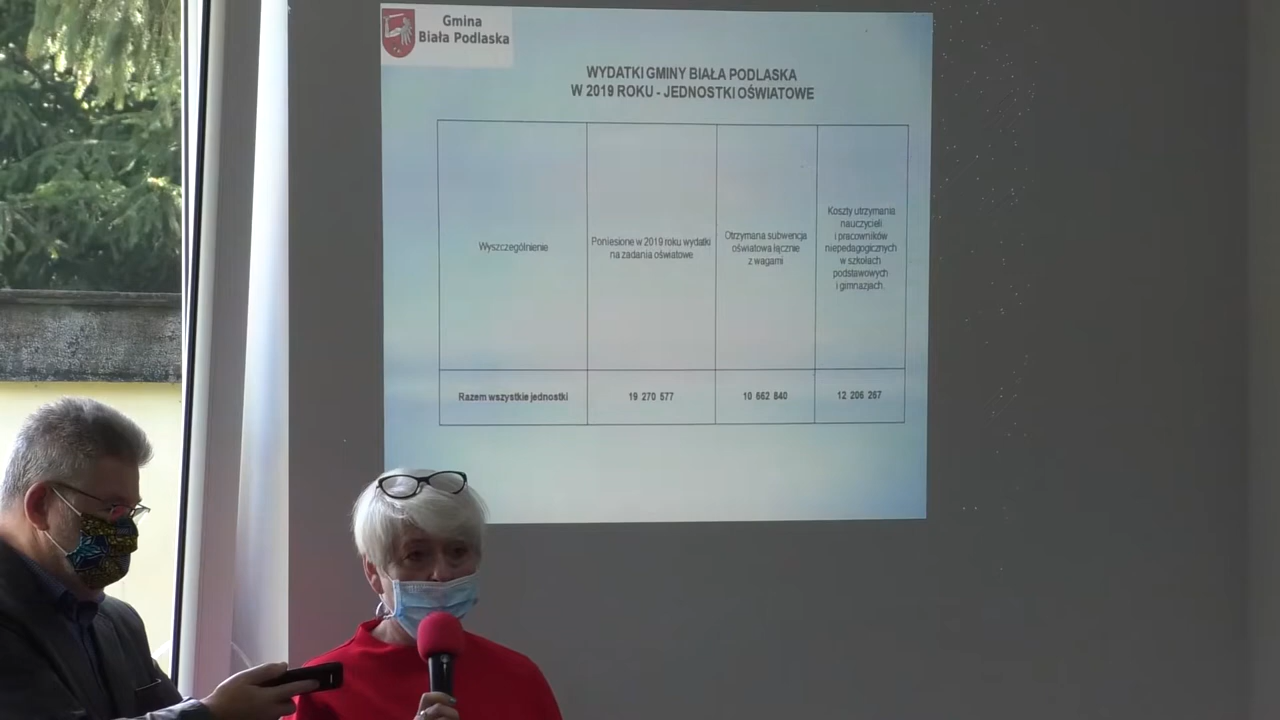 Gmina
Biała Podlaska
WYDATKI GMINY BIAŁA PODLASKA
W 2019 ROKU - JEDNOSTKI OŚWIATOWE
Wyszczególnienie
Poniesione w 2019 roku wydatki
na zadania oświatowe
Otrzymana subwencja
oświatowa łącznie
z wagami
Koszty utrzymania
nauczycieli
i pracowników
niepedagogicznych
w szkołach
podstawowych
i gimnazjach.
Razem wszystkie jednostki
19 270 577
10 662 840
12 206 267